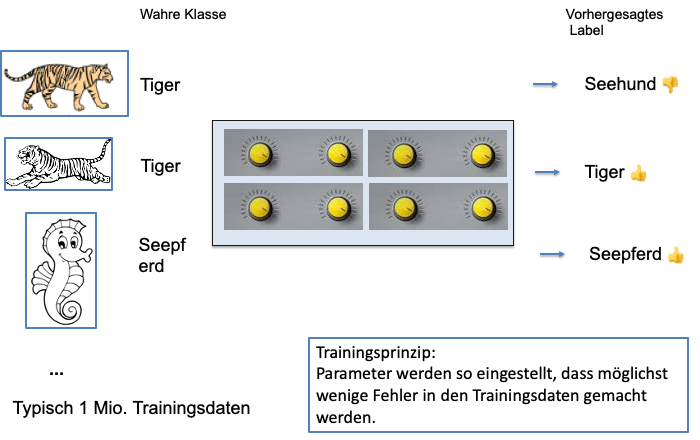 Wahre Klasse
Vorhergesagtes
Label
Tiger
Seehund 👎
Tiger
Tiger 👍
Seepf
erd
Seepferd 👍
...
Typisch 1 Mio. Trainingsdaten
Trainingsprinzip:
Parameter werden so eingestellt, dass möglichst
wenige Fehler in den Trainingsdaten gemacht
werden.